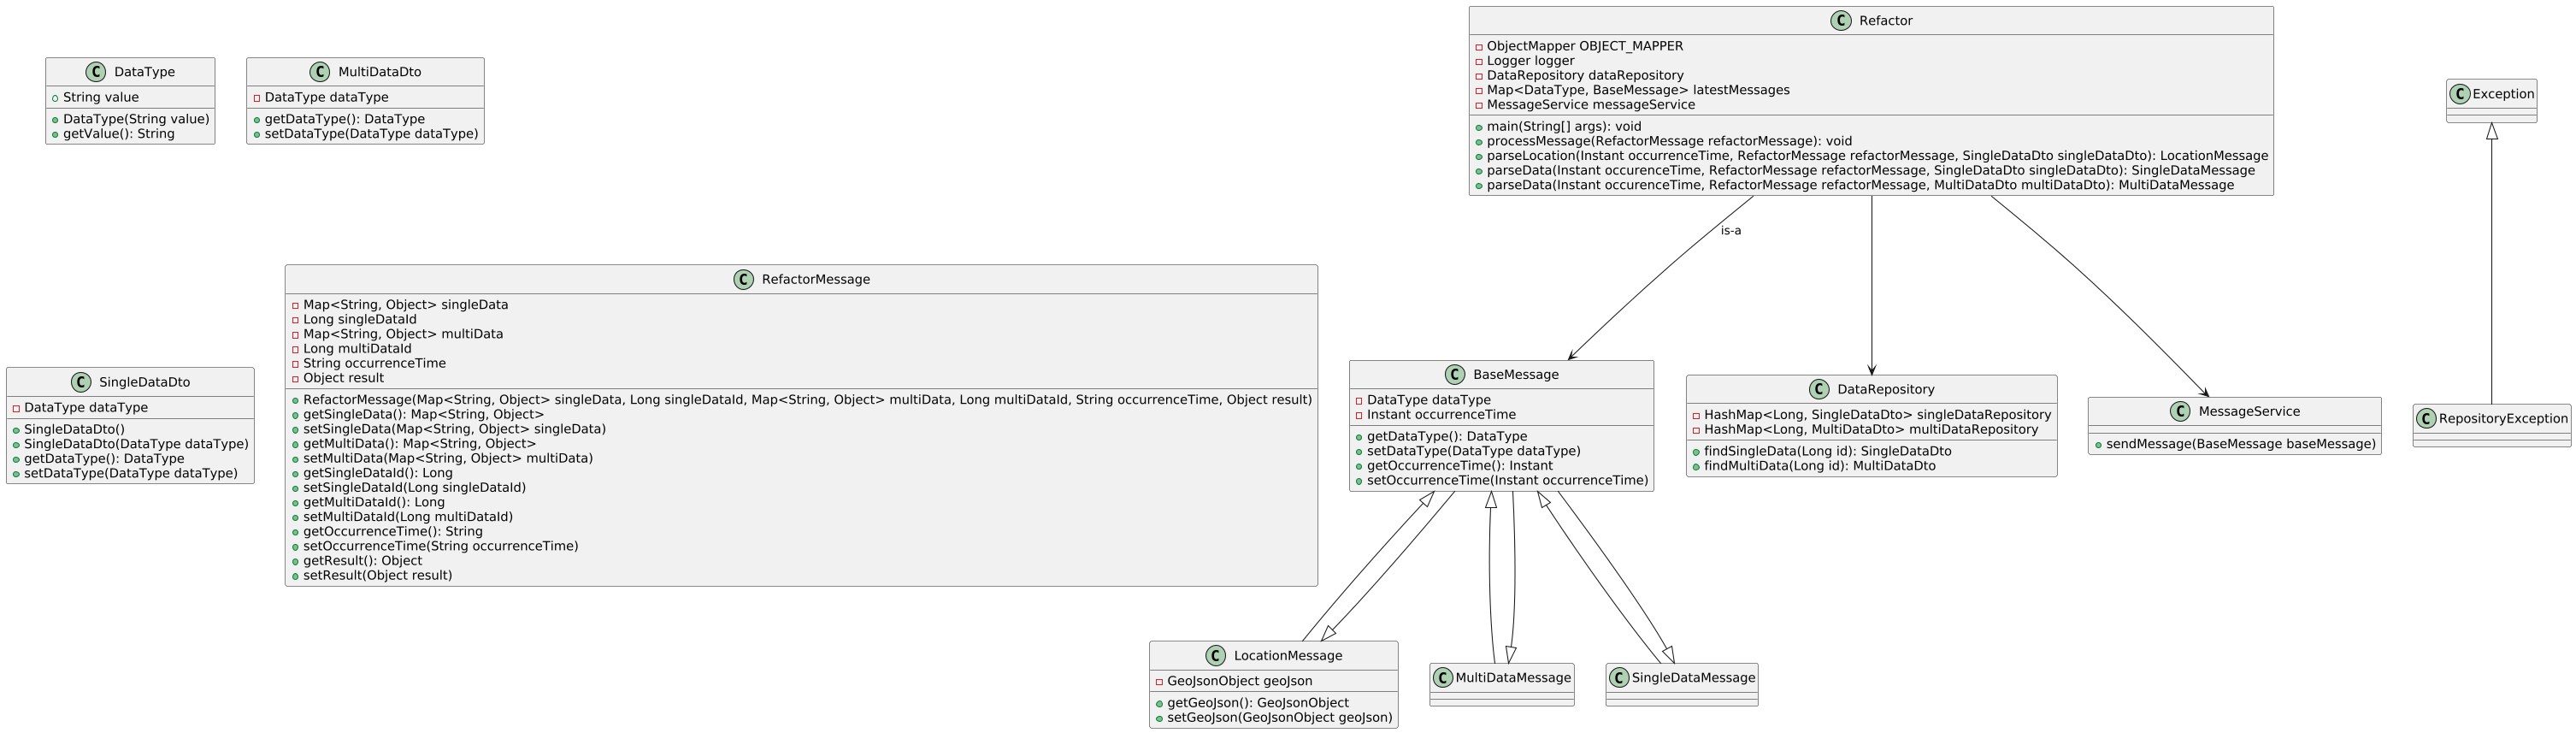 C DataType
String value
DataType(String value)
getValue(): String
C MultiDataDto
DataType dataType
getDataType(): DataType
setDataType(DataType dataType)
C Refactor
ObjectMapper OBJECT_MAPPER
Logger logger
DataRepository dataRepository
Map<DataType, BaseMessage> latestMessages
MessageService messageService
main(String[] args): void
processMessage(RefactorMessage refactorMessage): void
parseLocation(Instant occurrenceTime, RefactorMessage refactorMessage, SingleDataDto singleDataDto): LocationMessage
parseData(Instant occurenceTime, RefactorMessage refactorMessage, SingleDataDto singleDataDto): SingleDataMessage
parseData(Instant occurenceTime, RefactorMessage refactorMessage, MultiDataDto multiDataDto): MultiDataMessage
C Exception
is-a
C SingleDataDto
DataType dataType
SingleDataDto()
SingleDataDto(DataType dataType)
getDataType(): DataType
setDataType(DataType dataType)
C RefactorMessage
Map<String, Object> singleData
Long singleDataId
Map<String, Object> multiData
Long multiDataId
String occurrenceTime
Object result
RefactorMessage(Map<String, Object> singleData, Long singleDataId, Map<String, Object> multiData, Long multiDataId, String occurrenceTime, Object result)
getSingleData(): Map<String, Object>
setSingleData(Map<String, Object> singleData)
getMultiData(): Map<String, Object>
setMultiData(Map<String, Object> multiData)
getSingleDataId(): Long
setSingleDataId(Long singleDataId)
getMultiDataId(): Long
setMultiDataId(Long multiDataId)
getOccurrenceTime(): String
setOccurrenceTime(String occurrenceTime)
getResult(): Object
setResult(Object result)
C BaseMessage
DataType dataType
Instant occurrenceTime
getDataType(): DataType
setDataType(DataType dataType)
getOccurrenceTime(): Instant
setOccurrenceTime(Instant occurrenceTime)
C DataRepository
HashMap<Long, SingleDataDto> singleDataRepository
HashMap<Long, MultiDataDto> multiDataRepository
findSingleData(Long id): SingleDataDto
findMultiData(Long id): MultiDataDto
C MessageService
sendMessage(BaseMessage baseMessage)
C RepositoryException
C LocationMessage
GeoJsonObject geoJson
getGeoJson(): GeoJsonObject
setGeoJson(GeoJsonObject geoJson)
C MultiDataMessage
C SingleDataMessage